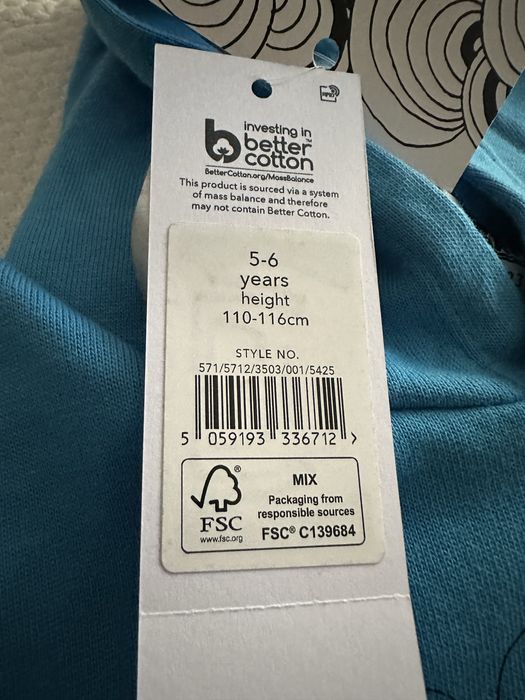 investing in
better
cotton™
BetterCotton.org/MassBalance
This product is sourced via a system
of mass balance and therefore
may not contain Better Cotton.
5-6
years
height
110-116cm
STYLE NO.
571/5712/3503/001/5425
5 059193 336712 >
FSC®
www.fsc.org
MIX
Packaging from
responsible sources
FSC® C139684